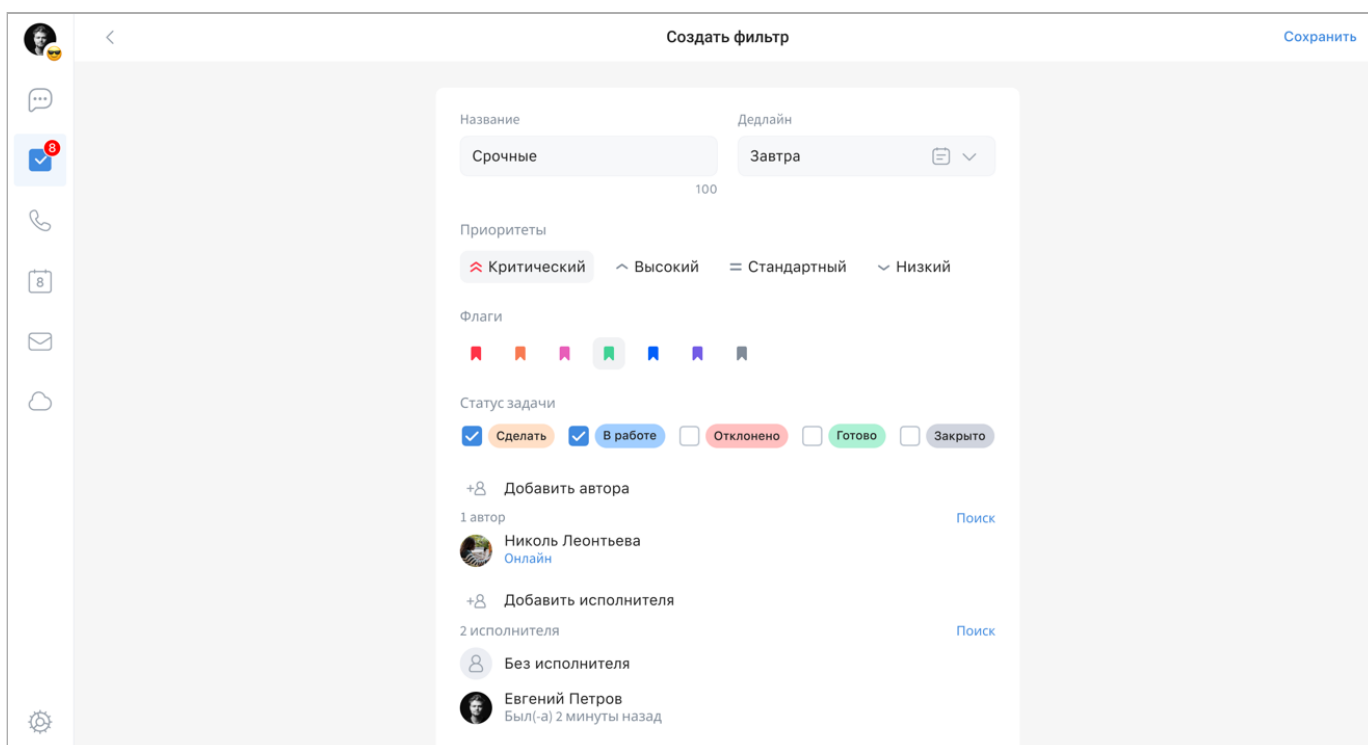 Создать фильтр
Сохранить
8
8
Название
Дедлайн
Срочные
Завтра
100
Приоритеты
Критический Высокий Стандартный Низкий
Флаги
Статус задачи
Сделать В работе Отклонено Готово Закрыто
Добавить автора
1 автор
Поиск
Николь Леонтьева
Онлайн
Добавить исполнителя
2 исполнителя
Поиск
Без исполнителя
Евгений Петров
Был(-а) 2 минуты назад